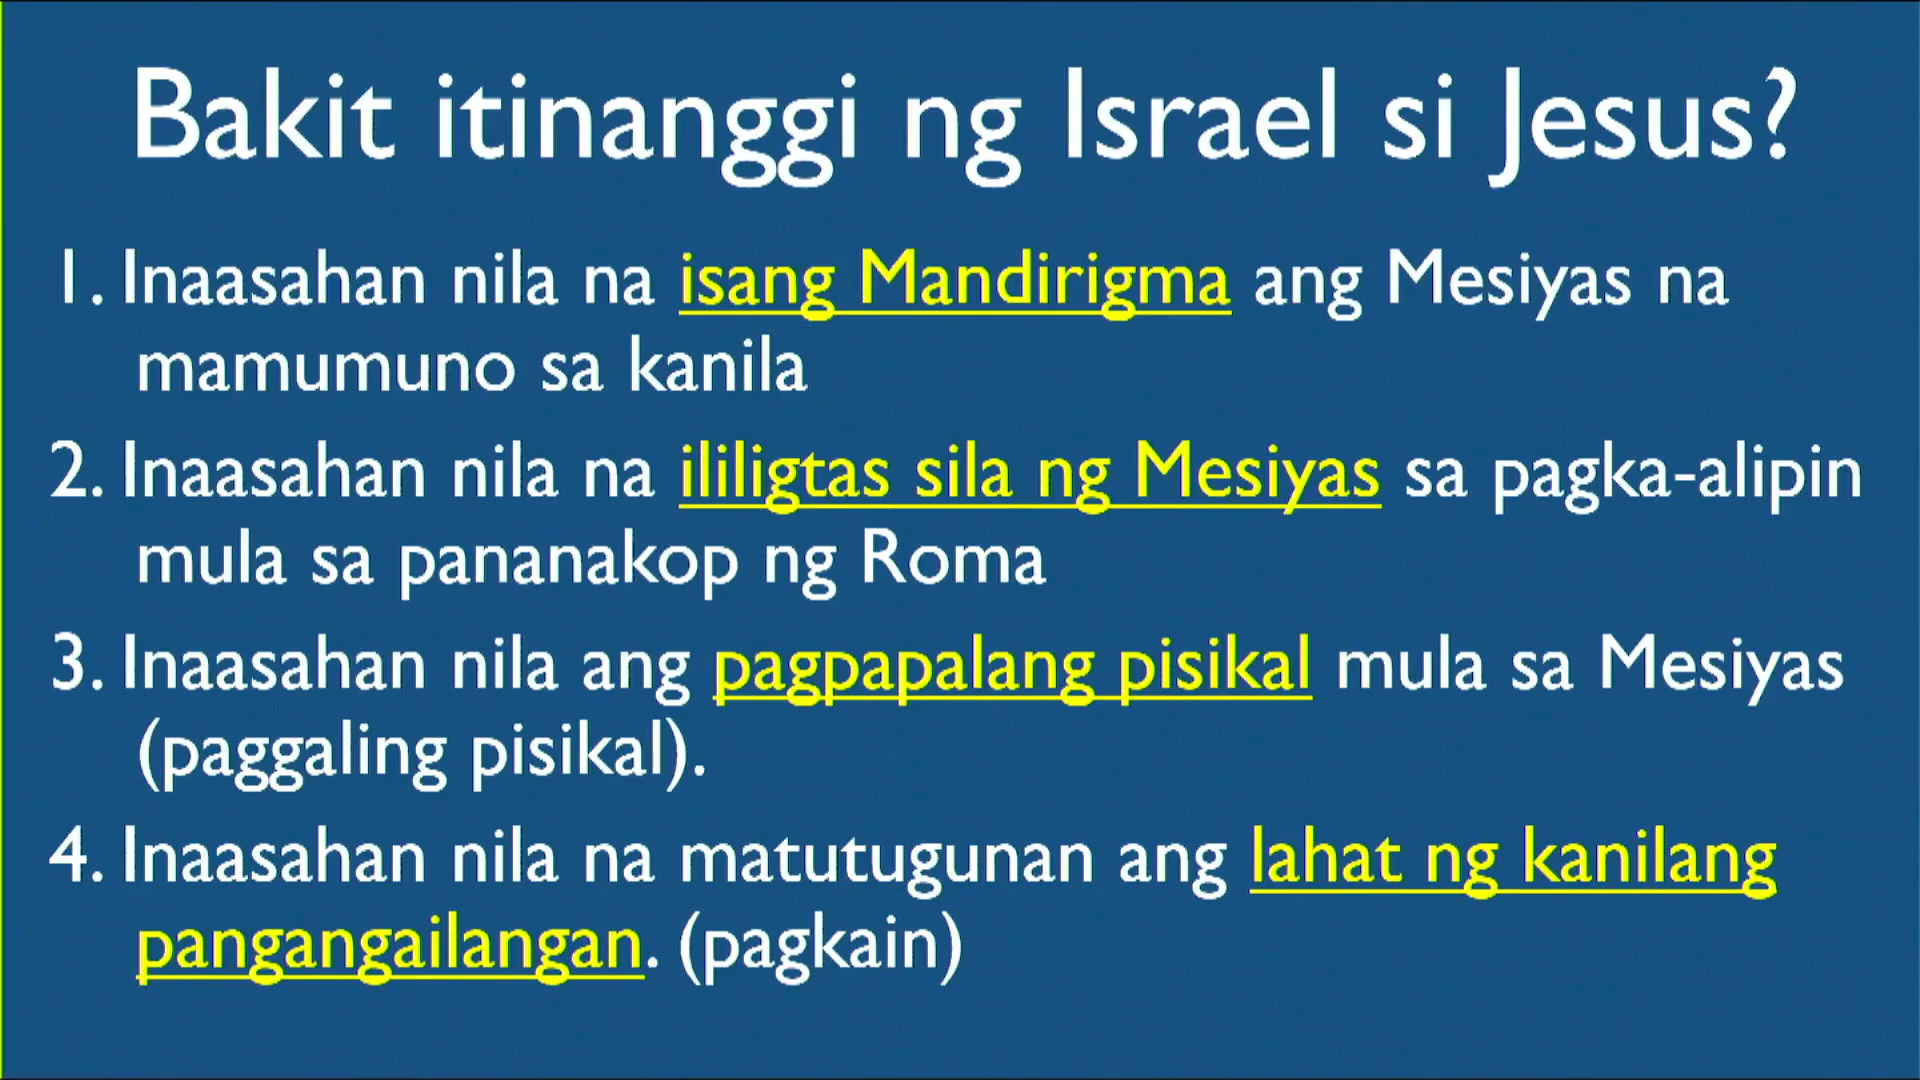 Bakit itinanggi ng Israel si Jesus?
1. Inaasahan nila na isang Mandirigma ang Mesiyas na
mamumuno sa kanila
2. Inaasahan nila na ililigtas sila ng Mesiyas sa pagka-alipin
mula sa pananakop ng Roma
3. Inaasahan nila ang pagpapalang pisikal mula sa Mesiyas
(paggaling pisikal).
4. Inaasahan nila na matutugunan ang lahat ng kanilang
pangangailangan. (pagkain)